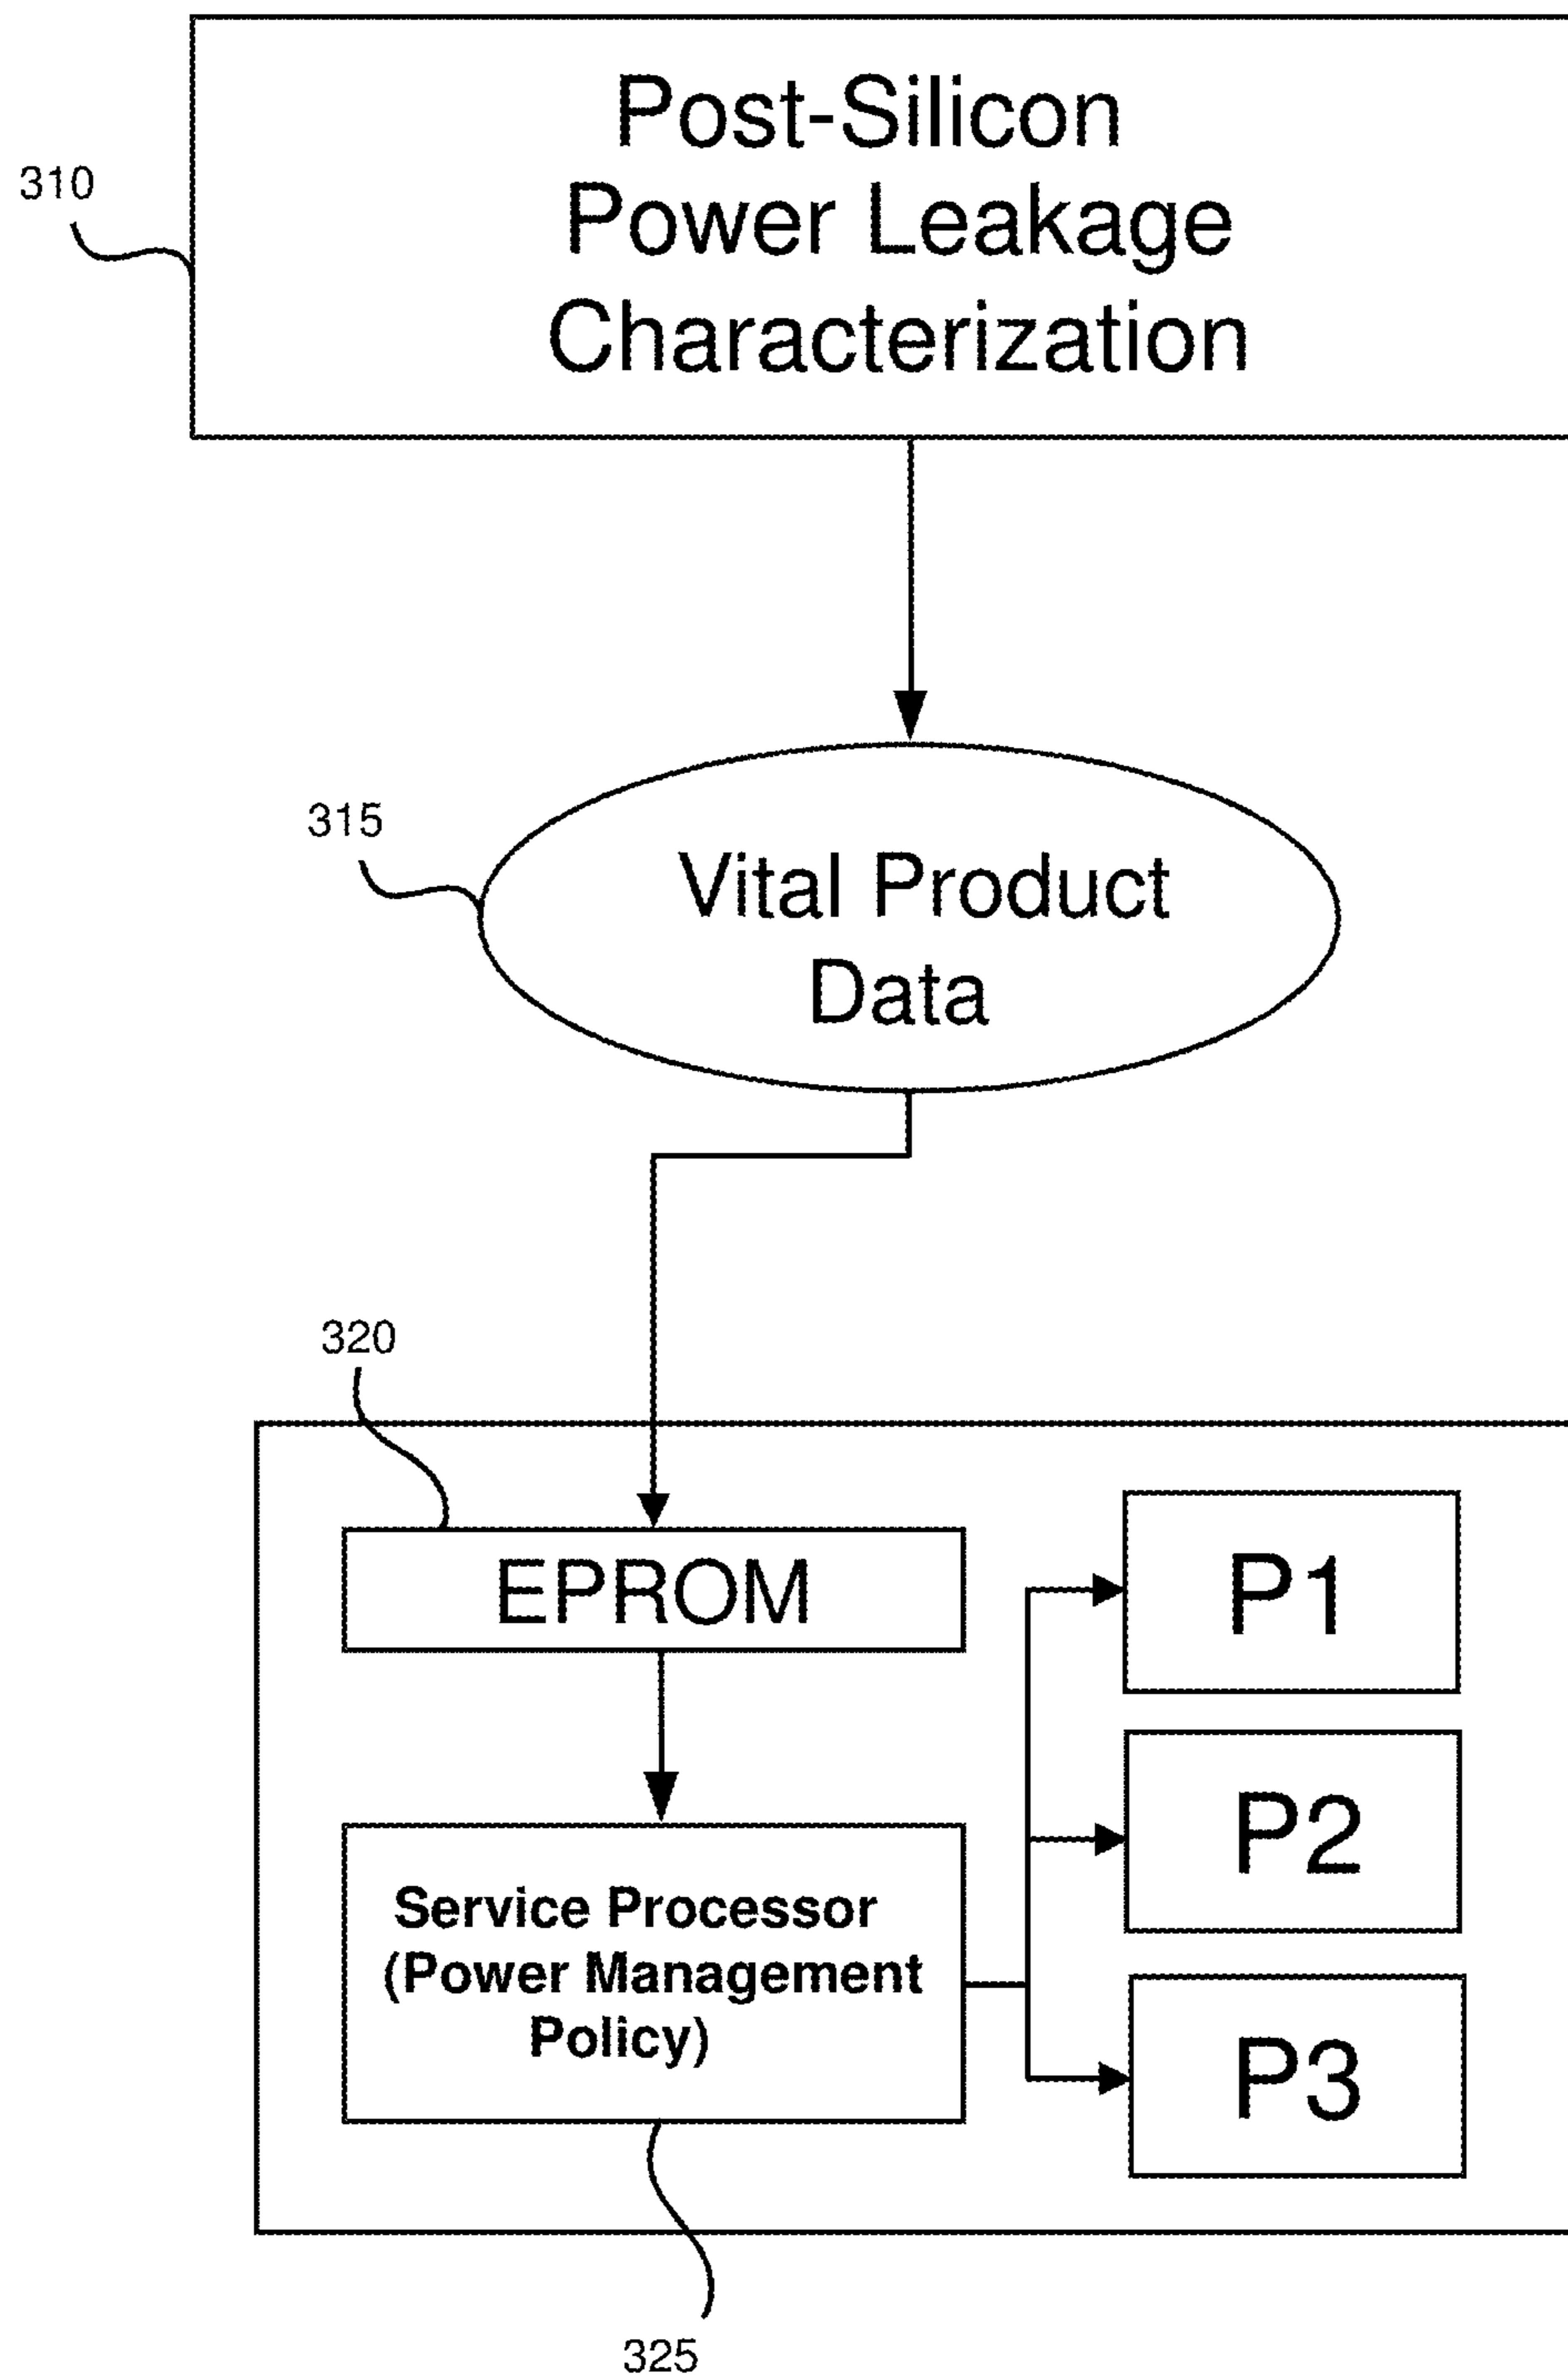 Post-Silicon
Power Leakage
Characterization
310
315
Vital Product
Data
320
EPROM
P1
P2
Service Processor
(Power Management
Policy)
P3
325